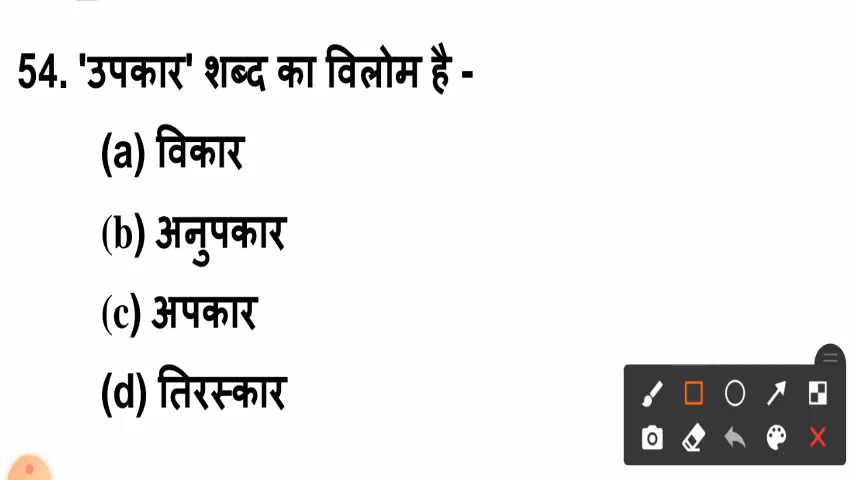 54. 'उपकार' शब्द का विलोम है -
(a) विकार
(b) अनुपकार
(c) अपकार
(d) तिरस्कार